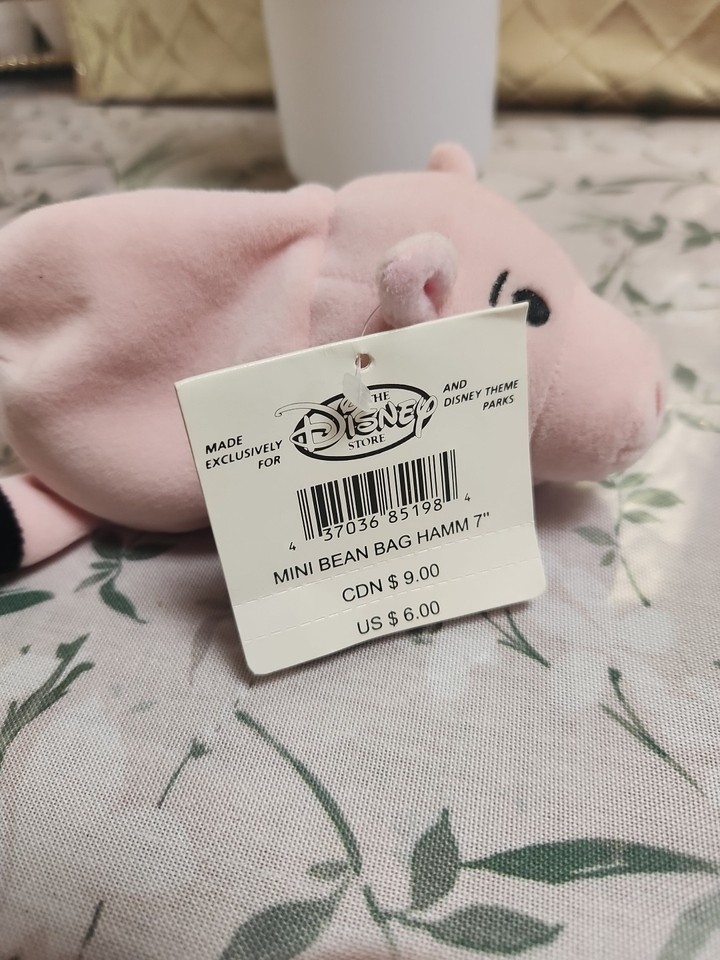 MADE
EXCLUSIVELY
FOR
THE
DISNEY
STORE
AND
DISNEY THEME
PARKS
4 37036 85198 4
MINI BEAN BAG HAMM 7"
CDN $ 9.00
US $ 6.00